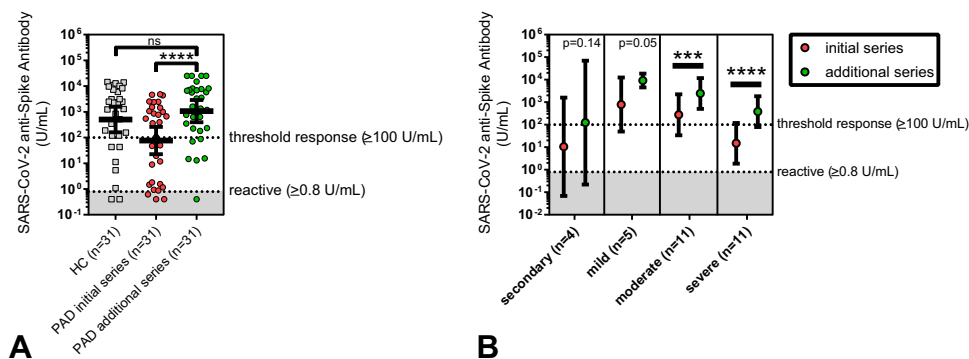 SARS-CoV-2 anti-Spike Antibody
(U/mL)
10⁶
10⁵
10⁴
10³
10²
10¹
10⁰
10⁻¹
ns
****
threshold response (≥100 U/mL)
reactive (≥0.8 U/mL)
HC (n=31)
PAD initial series (n=31)
PAD additional series (n=31)
A
SARS-CoV-2 anti-Spike Antibody
(U/mL)
10⁶
10⁵
10⁴
10³
10²
10¹
10⁰
10⁻¹
10⁻²
p=0.14
p=0.05
***
****
initial series
additional series
threshold response (≥100 U/mL)
reactive (≥0.8 U/mL)
secondary (n=4)
mild (n=5)
moderate (n=11)
severe (n=11)
B